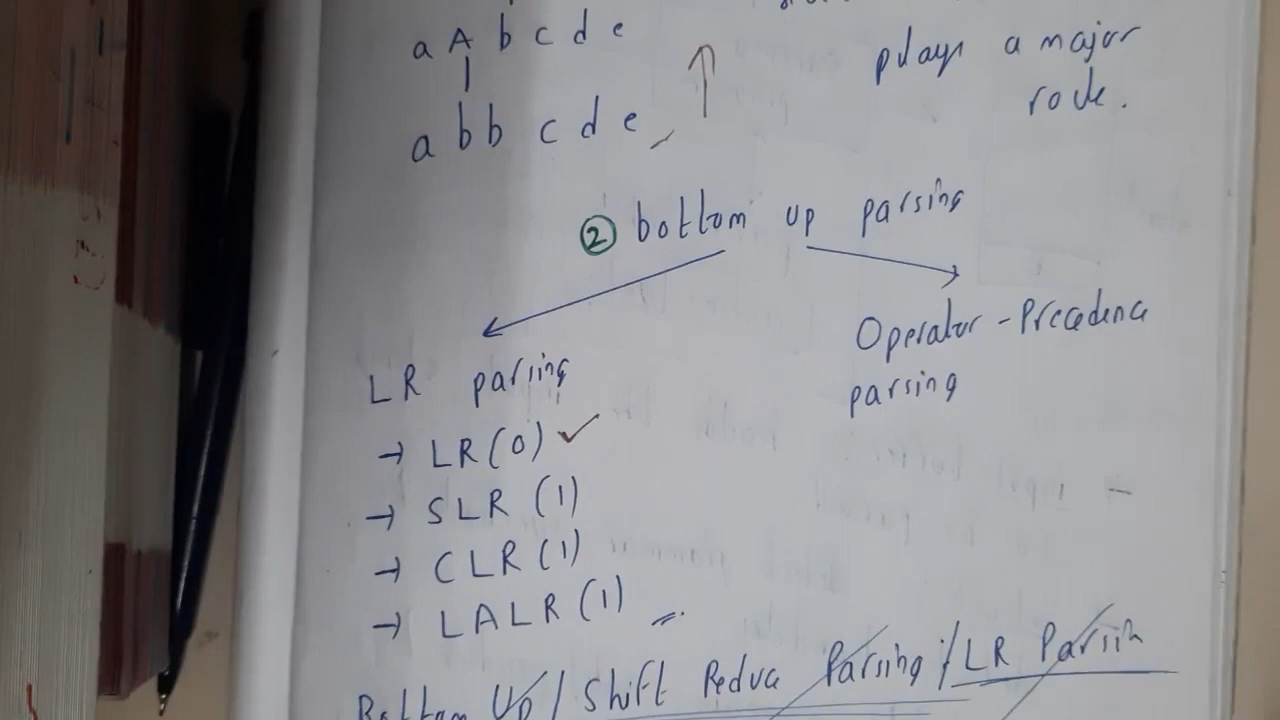 a A b c d e
plays a major
role.
a b b c d e
② bottom up parsing
LR parsing
Operator - Precedence
parsing
→ LR(0) ✓
→ SLR (1)
→ CLR (1)
→ LALR (1)
Bottom Up / Shift Reduce Parsing / LR Parsin